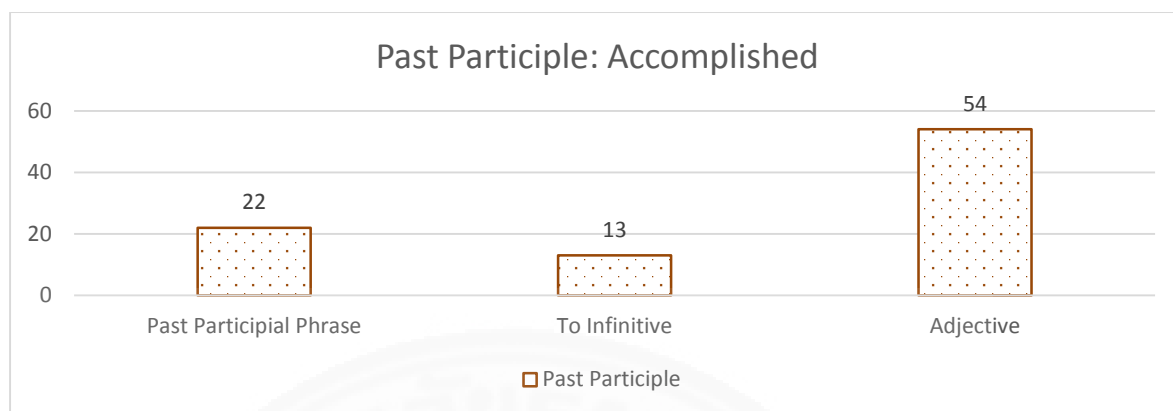 Past Participle: Accomplished
60
40
20
0
22
13
54
Past Participial Phrase
To Infinitive
Adjective
Past Participle